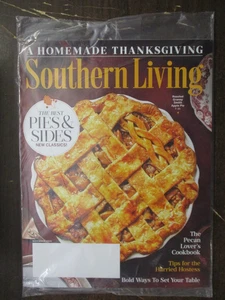 A HOMEMADE THANKSGIVING
Southern Living
THE BEST
PIES &
SIDES
NEW CLASSICS!
The
Pecan
Lover's
Cookbook
Tips for the
Harried Hostess
Bold Ways To Set Your Table